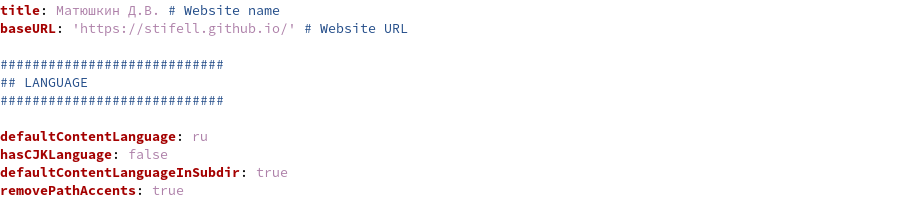 title: Матюшкин Д.В. # Website name
baseURL: 'https://stifell.github.io/' # Website URL
############################
## LANGUAGE
############################
defaultContentLanguage: ru
hasCJKLanguage: false
defaultContentLanguageInSubdir: true
removePathAccents: true